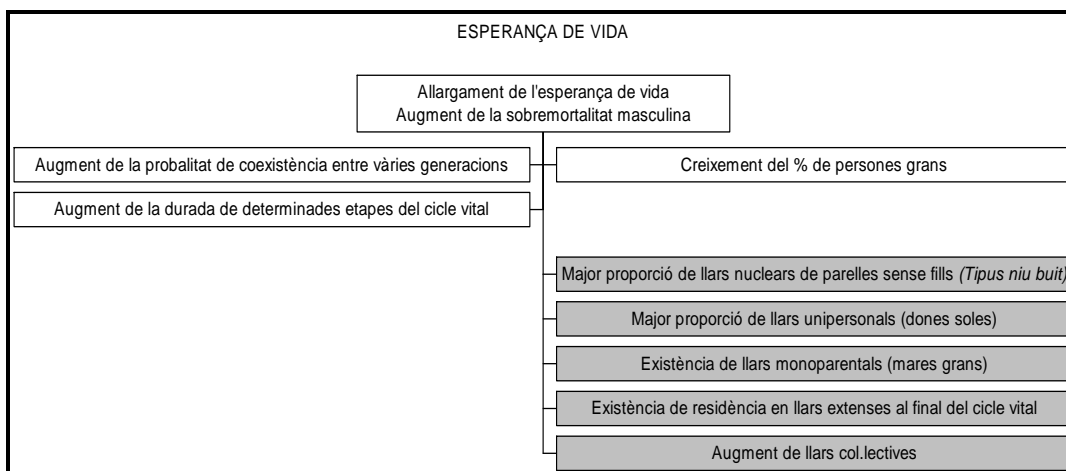 ESPERANÇA DE VIDA
Allargament de l'esperança de vida
Augment de la sobremortalitat masculina
Augment de la probalitat de coexistència entre vàries generacions
Creixement del % de persones grans
Augment de la durada de determinades etapes del cicle vital
Major proporció de llars nuclears de parelles sense fills (Tipus niu buit)
Major proporció de llars unipersonals (dones soles)
Existència de llars monoparentals (mares grans)
Existència de residència en llars extenses al final del cicle vital
Augment de llars col.lectives